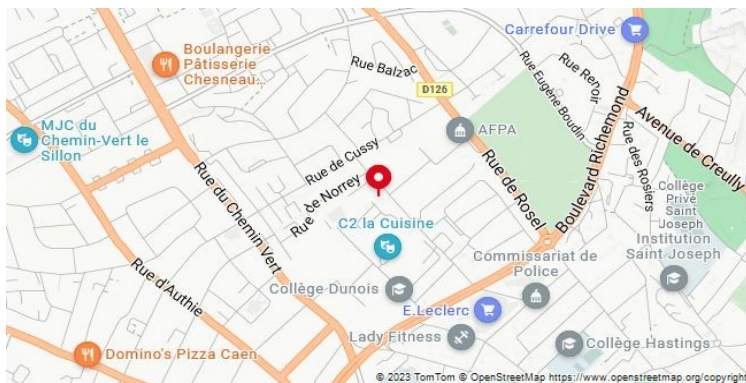 Carrefour Drive
Boulangerie
Pâtisserie
Chesneau...
Rue Balzac
D126
Rue Eugène Boudin
Rue Renoir
Avenue de Creully
MJC du
Chemin-Vert le
Sillon
AFPA
Rue de Cussy
Rue de Norrey
Rue de Rosel
Boulevard Richemond
Rue des Rosiers
Collège
Privé
Saint
Joseph
Rue du Chemin Vert
C2 la Cuisine
Institution
Saint Joseph
Commissariat de
Police
Rue d'Authie
Collège Dunois
E.Leclerc
Lady Fitness
Collège Hastings
Domino's Pizza Caen
© 2023 TomTom © OpenStreetMap https://www.openstreetmap.org/copyright